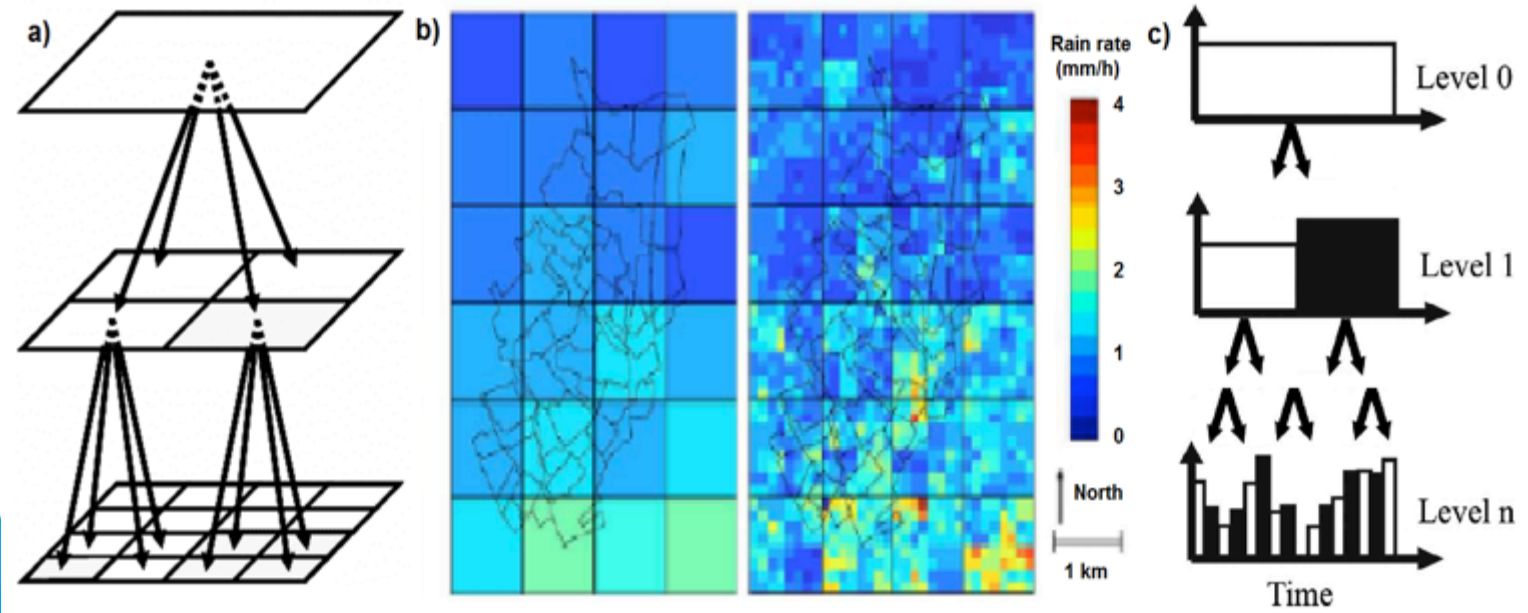 a)
b)
Rain rate
(mm/h)
4
3
2
1
0
North
1 km
c)
Level 0
Level 1
Level n
Time